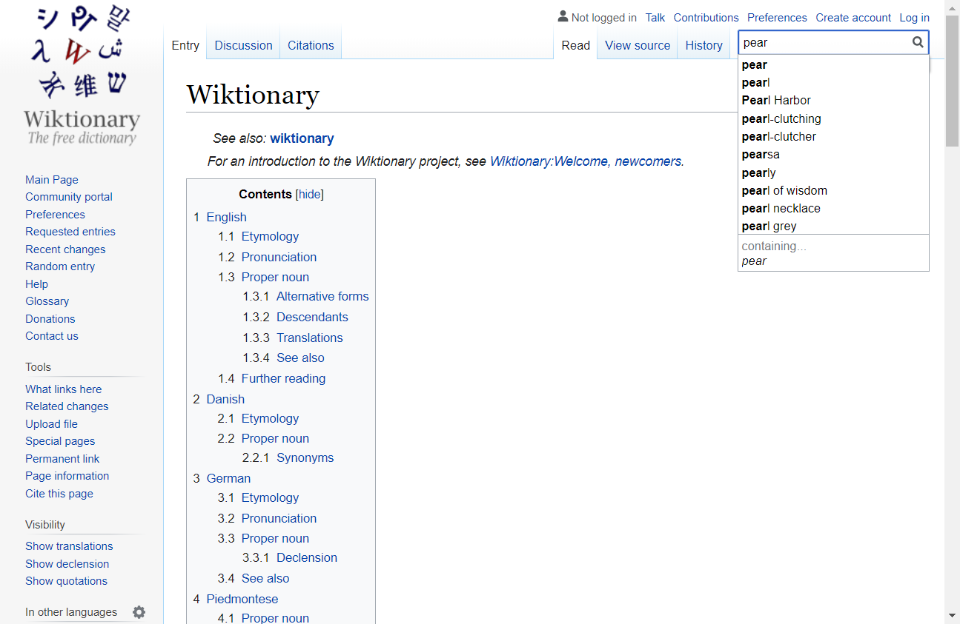 シ
Wiktionary
The free dictionary
Main Page
Community portal
Preferences
Requested entries
Recent changes
Random entry
Help
Glossary
Donations
Contact us
Tools
What links here
Related changes
Upload file
Special pages
Permanent link
Page information
Cite this page
Visibility
Show translations
Show declension
Show quotations
In other languages
Not logged in Talk Contributions Preferences Create account Log in
Entry Discussion Citations Read View source History pear
Wiktionary
See also: wiktionary
For an introduction to the Wiktionary project, see Wiktionary:Welcome, newcomers.
Contents [hide]
1 English
1.1 Etymology
1.2 Pronunciation
1.3 Proper noun
1.3.1 Alternative forms
1.3.2 Descendants
1.3.3 Translations
1.3.4 See also
1.4 Further reading
2 Danish
2.1 Etymology
2.2 Proper noun
2.2.1 Synonyms
3 German
3.1 Etymology
3.2 Pronunciation
3.3 Proper noun
3.3.1 Declension
3.4 See also
4 Piedmontese
4.1 Proper noun
pear
pearl
Pearl Harbor
pearl-clutching
pearl-clutcher
pearsa
pearly
pearl of wisdom
pearl necklace
pearl grey
containing...
pear